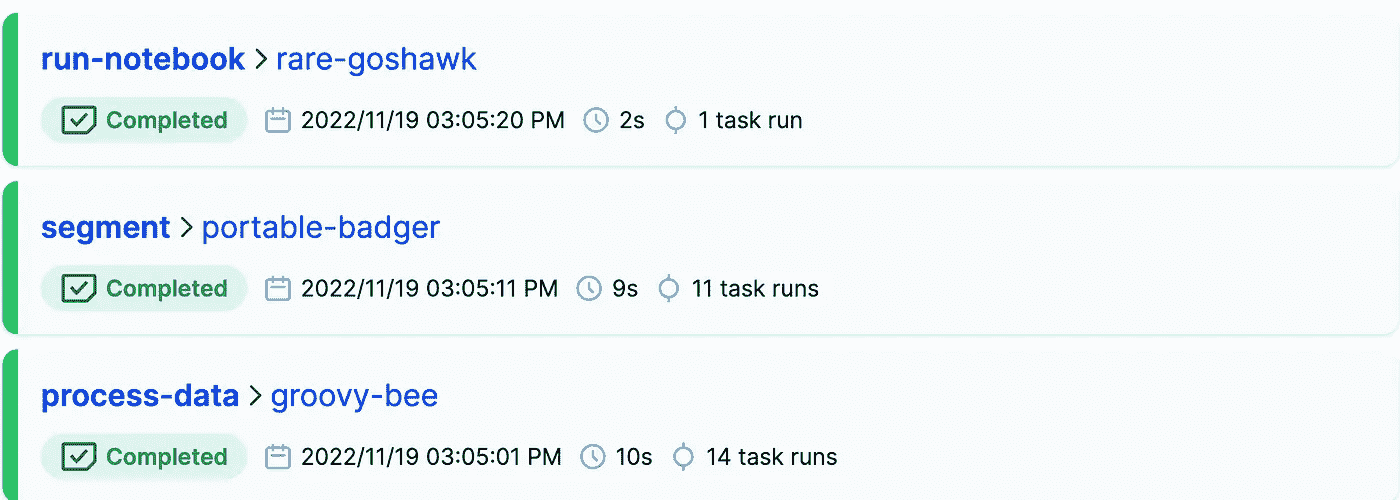 run-notebook > rare-goshawk
Completed 2022/11/19 03:05:20 PM 2s 1 task run
segment > portable-badger
Completed 2022/11/19 03:05:11 PM 9s 11 task runs
process-data > groovy-bee
Completed 2022/11/19 03:05:01 PM 10s 14 task runs